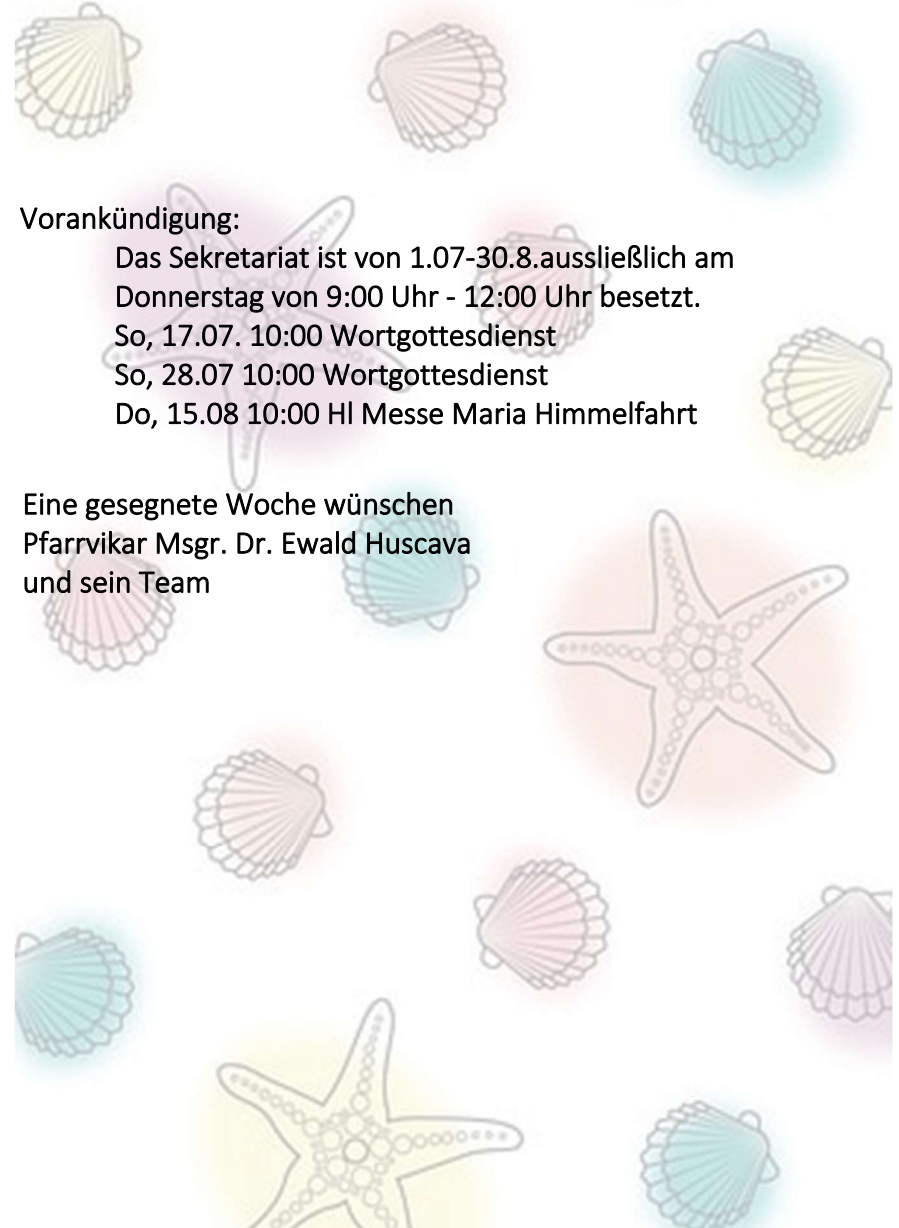 Vorankündigung:
Das Sekretariat ist von 1.07-30.8.aussließlich am
Donnerstag von 9:00 Uhr - 12:00 Uhr besetzt.
So, 17.07. 10:00 Wortgottesdienst
So, 28.07 10:00 Wortgottesdienst
Do, 15.08 10:00 Hl Messe Maria Himmelfahrt
Eine gesegnete Woche wünschen
Pfarrvikar Msgr. Dr. Ewald Huscava
und sein Team